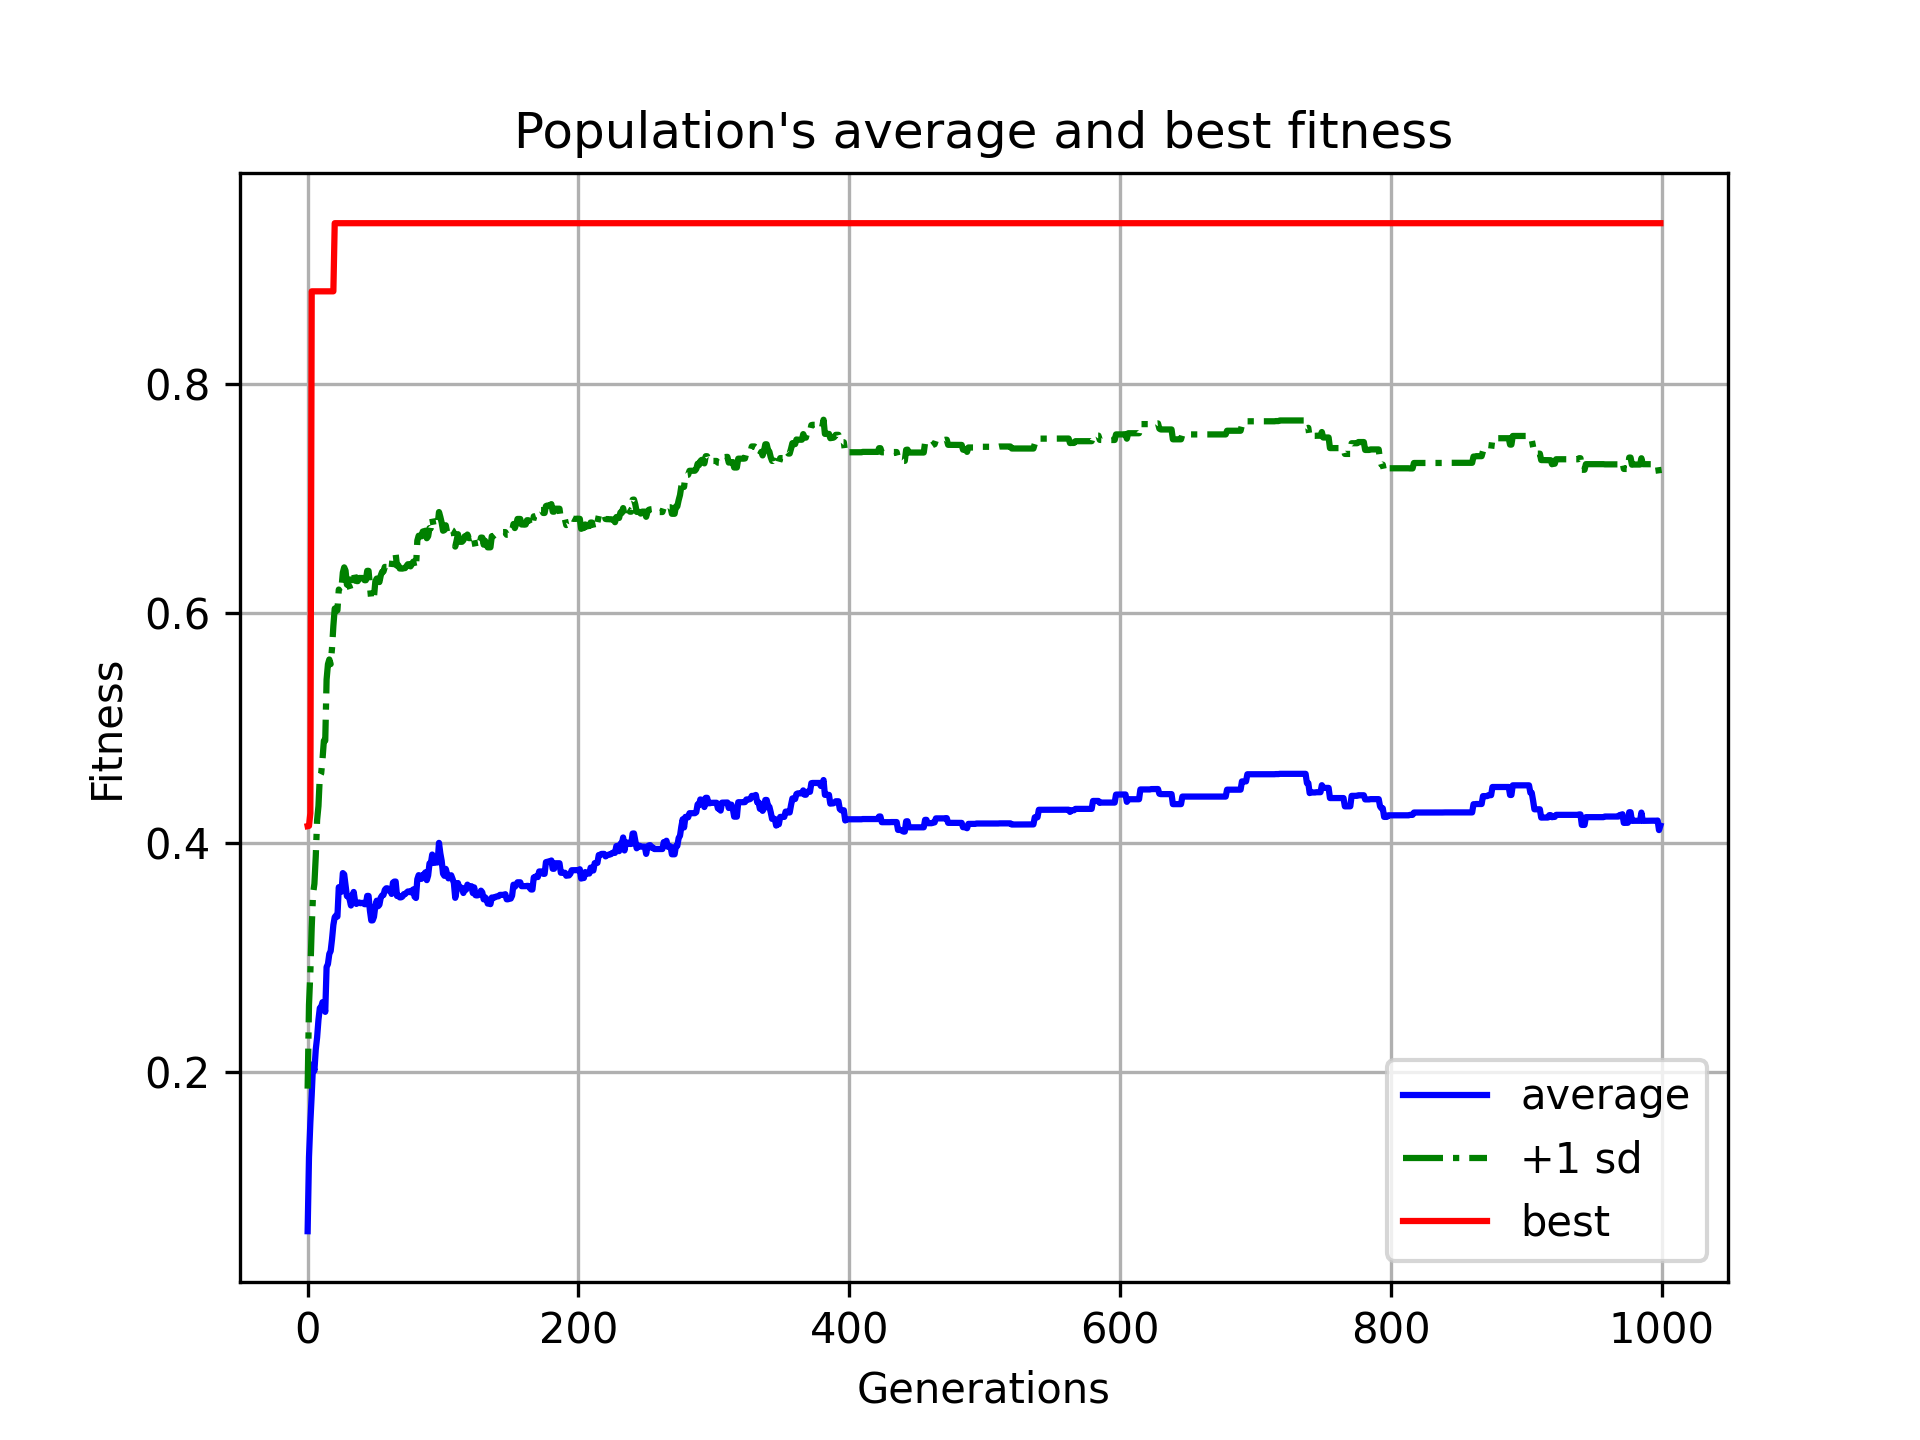 Population's average and best fitness
Fitness
0.8
0.6
0.4
0.2
average
+1 sd
best
0 200 400 600 800 1000
Generations